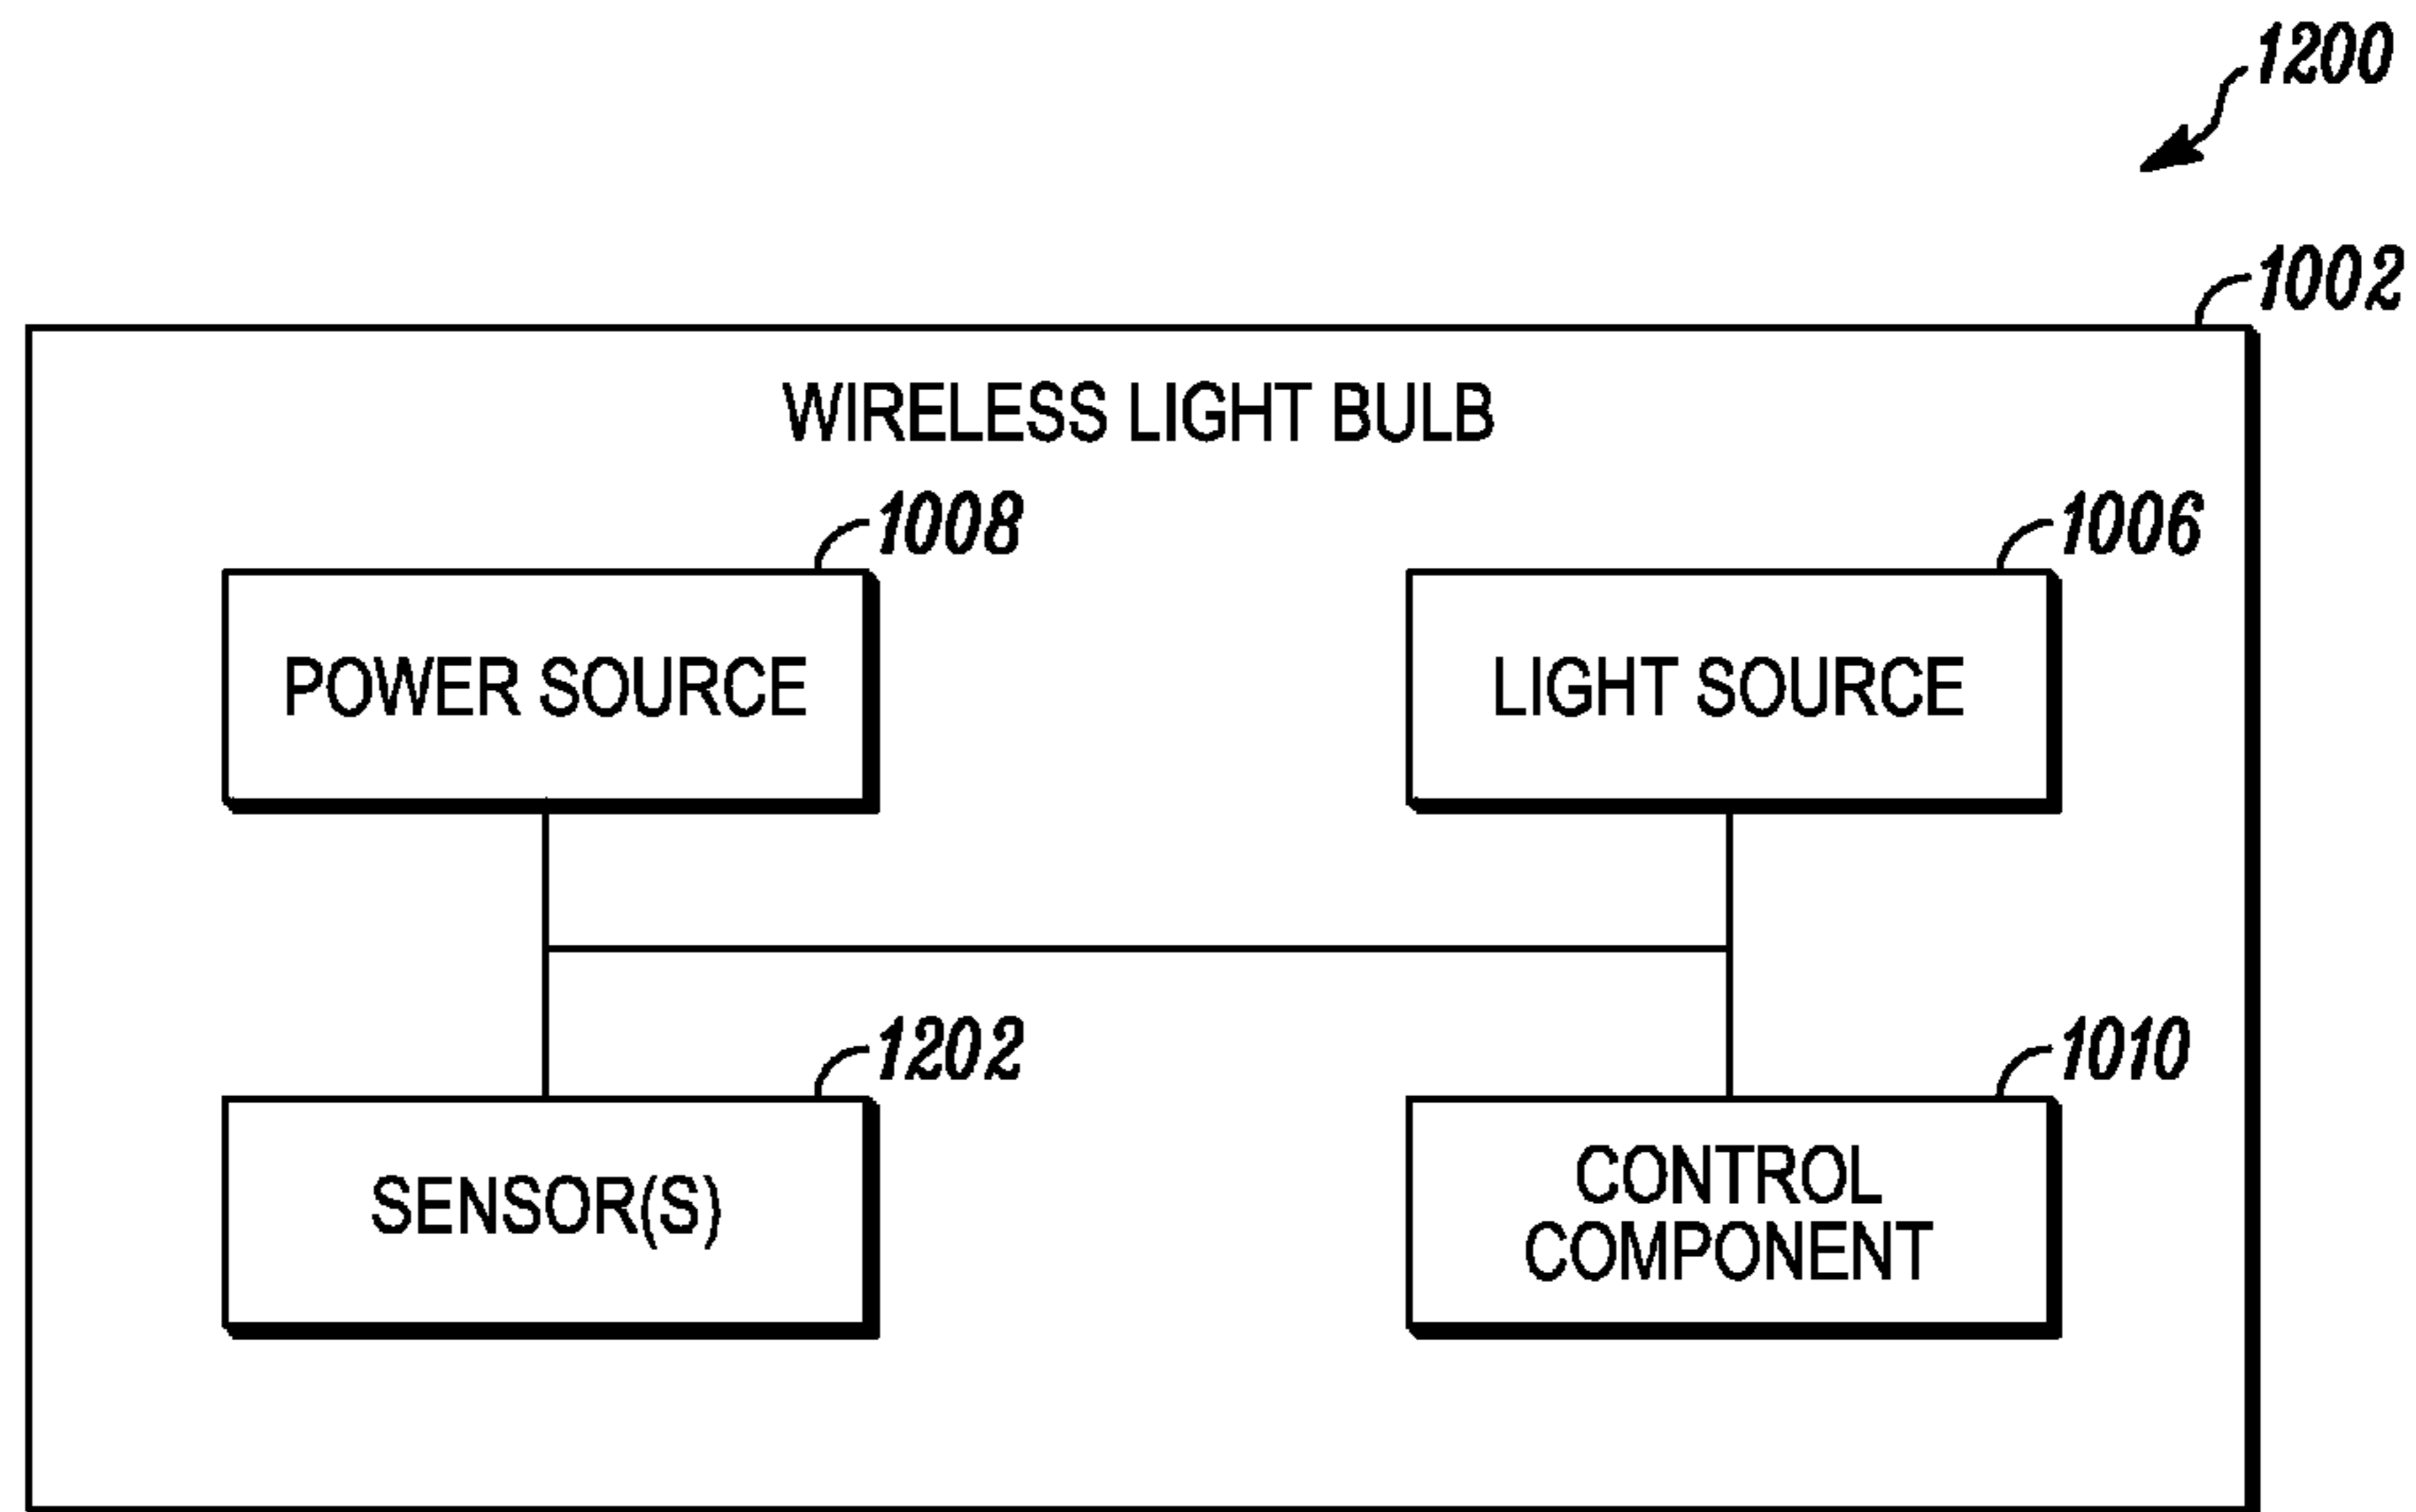 1200
1002
WIRELESS LIGHT BULB
1008
1006
POWER SOURCE
LIGHT SOURCE
1202
1010
SENSOR(S)
CONTROL
COMPONENT